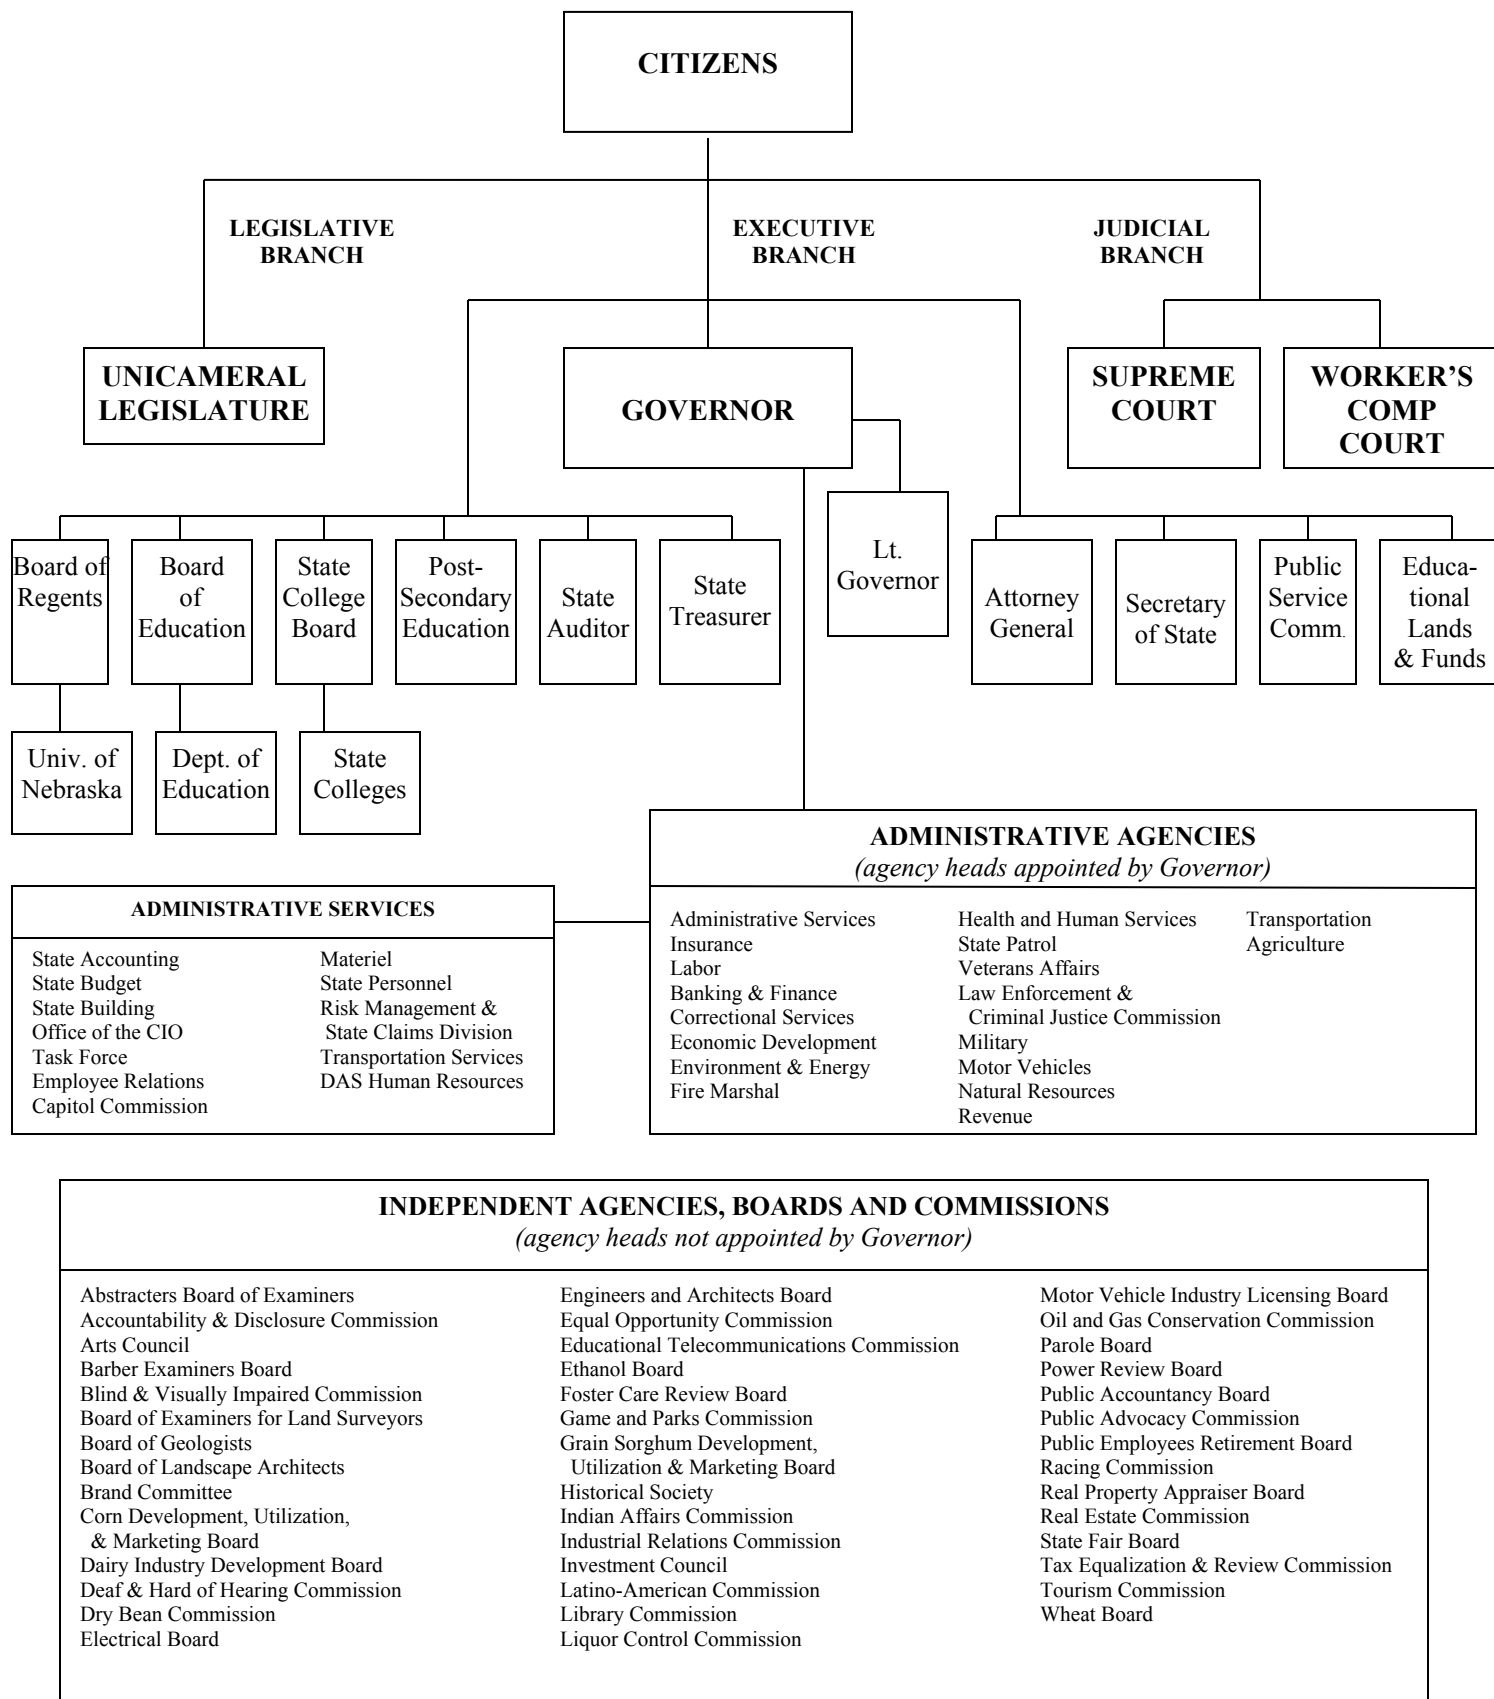 CITIZENS
LEGISLATIVE
BRANCH
EXECUTIVE
BRANCH
JUDICIAL
BRANCH
UNICAMERAL
LEGISLATURE
GOVERNOR
SUPREME
COURT
WORKER’S
COMP
COURT
Board of
Regents
Board
of
Education
State
College
Board
Post-
Secondary
Education
State
Auditor
State
Treasurer
Lt.
Governor
Attorney
General
Secretary
of State
Public
Service
Comm.
Educa-
tional
Lands
& Funds
Univ. of
Nebraska
Dept. of
Education
State
Colleges
ADMINISTRATIVE AGENCIES
(agency heads appointed by Governor)
Administrative Services
Insurance
Labor
Banking & Finance
Correctional Services
Economic Development
Environment & Energy
Fire Marshal
Health and Human Services
State Patrol
Veterans Affairs
Law Enforcement &
Criminal Justice Commission
Military
Motor Vehicles
Natural Resources
Revenue
Transportation
Agriculture
ADMINISTRATIVE SERVICES
State Accounting
State Budget
State Building
Office of the CIO
Task Force
Employee Relations
Capitol Commission
Materiel
State Personnel
Risk Management &
State Claims Division
Transportation Services
DAS Human Resources
INDEPENDENT AGENCIES, BOARDS AND COMMISSIONS
(agency heads not appointed by Governor)
Abstracters Board of Examiners
Accountability & Disclosure Commission
Arts Council
Barber Examiners Board
Blind & Visually Impaired Commission
Board of Examiners for Land Surveyors
Board of Geologists
Board of Landscape Architects
Brand Committee
Corn Development, Utilization,
& Marketing Board
Dairy Industry Development Board
Deaf & Hard of Hearing Commission
Dry Bean Commission
Electrical Board
Engineers and Architects Board
Equal Opportunity Commission
Educational Telecommunications Commission
Ethanol Board
Foster Care Review Board
Game and Parks Commission
Grain Sorghum Development,
Utilization & Marketing Board
Historical Society
Indian Affairs Commission
Industrial Relations Commission
Investment Council
Latino-American Commission
Library Commission
Liquor Control Commission
Motor Vehicle Industry Licensing Board
Oil and Gas Conservation Commission
Parole Board
Power Review Board
Public Accountancy Board
Public Advocacy Commission
Public Employees Retirement Board
Racing Commission
Real Property Appraiser Board
Real Estate Commission
State Fair Board
Tax Equalization & Review Commission
Tourism Commission
Wheat Board